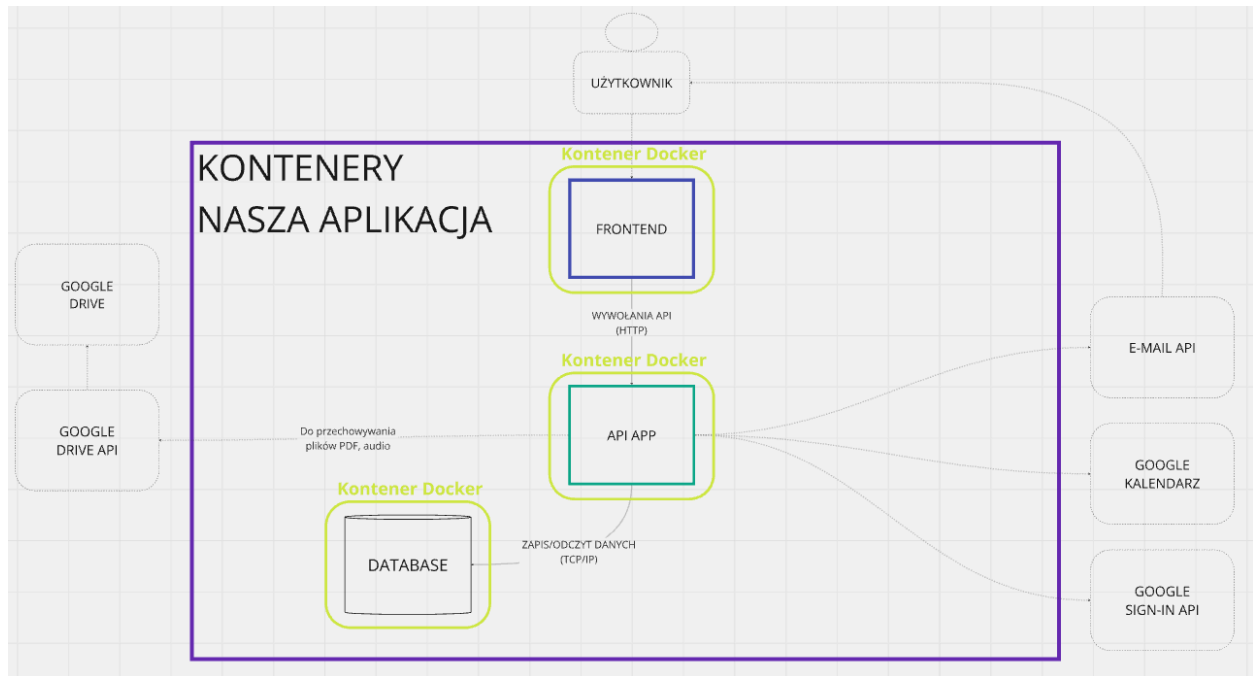 UŻYTKOWNIK
KONTENERY
NASZA APLIKACJA
Kontener Docker
FRONTEND
WYWOŁANIA API
(HTTP)
Kontener Docker
API APP
GOOGLE
DRIVE
GOOGLE
DRIVE API
Do przechowywania
plików PDF, audio
Kontener Docker
DATABASE
ZAPIS/ODCZYT DANYCH
(TCP/IP)
E-MAIL API
GOOGLE
KALENDARZ
GOOGLE
SIGN-IN API